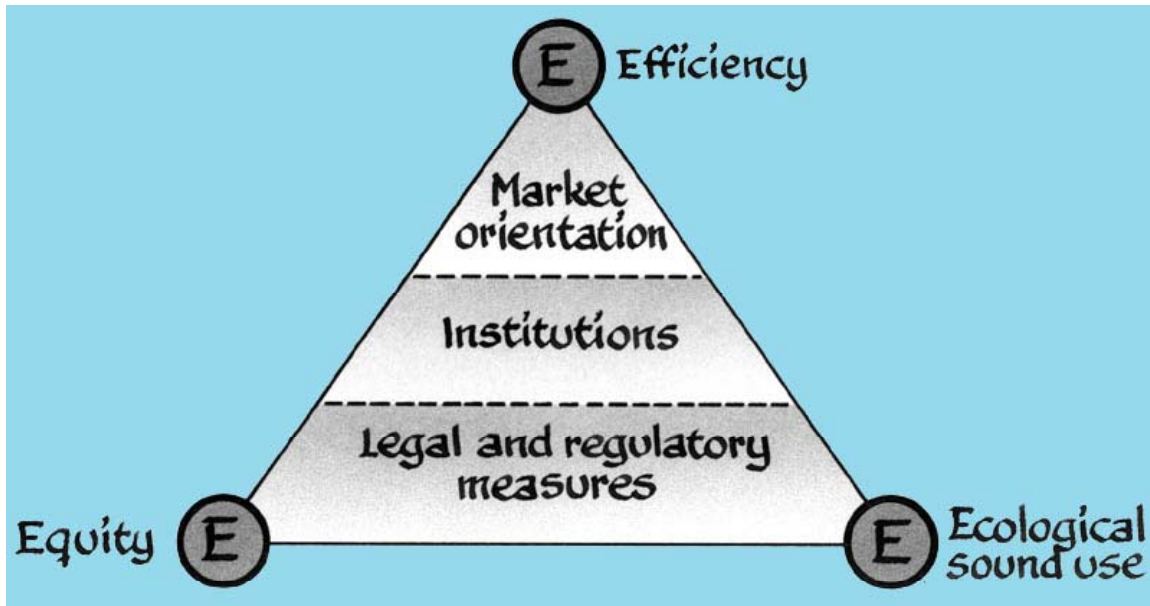 E Efficiency
Market
orientation
Institutions
Legal and regulatory
measures
Equity E
E Ecological
sound use